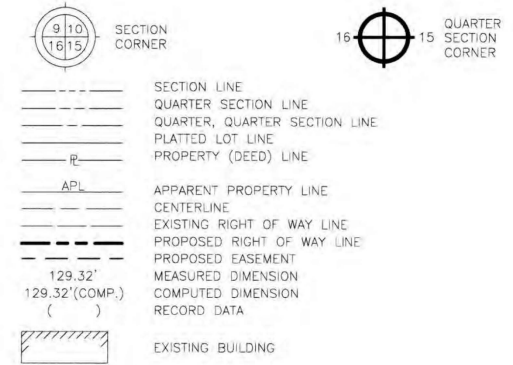 9 10
16 15
SECTION
CORNER
16 15
QUARTER
SECTION
CORNER
SECTION LINE
QUARTER SECTION LINE
QUARTER, QUARTER SECTION LINE
PLATTED LOT LINE
PL PROPERTY (DEED) LINE
APL APPARENT PROPERTY LINE
CENTERLINE
EXISTING RIGHT OF WAY LINE
PROPOSED RIGHT OF WAY LINE
PROPOSED EASEMENT
129.32' MEASURED DIMENSION
129.32'(COMP.) COMPUTED DIMENSION
( ) RECORD DATA
EXISTING BUILDING